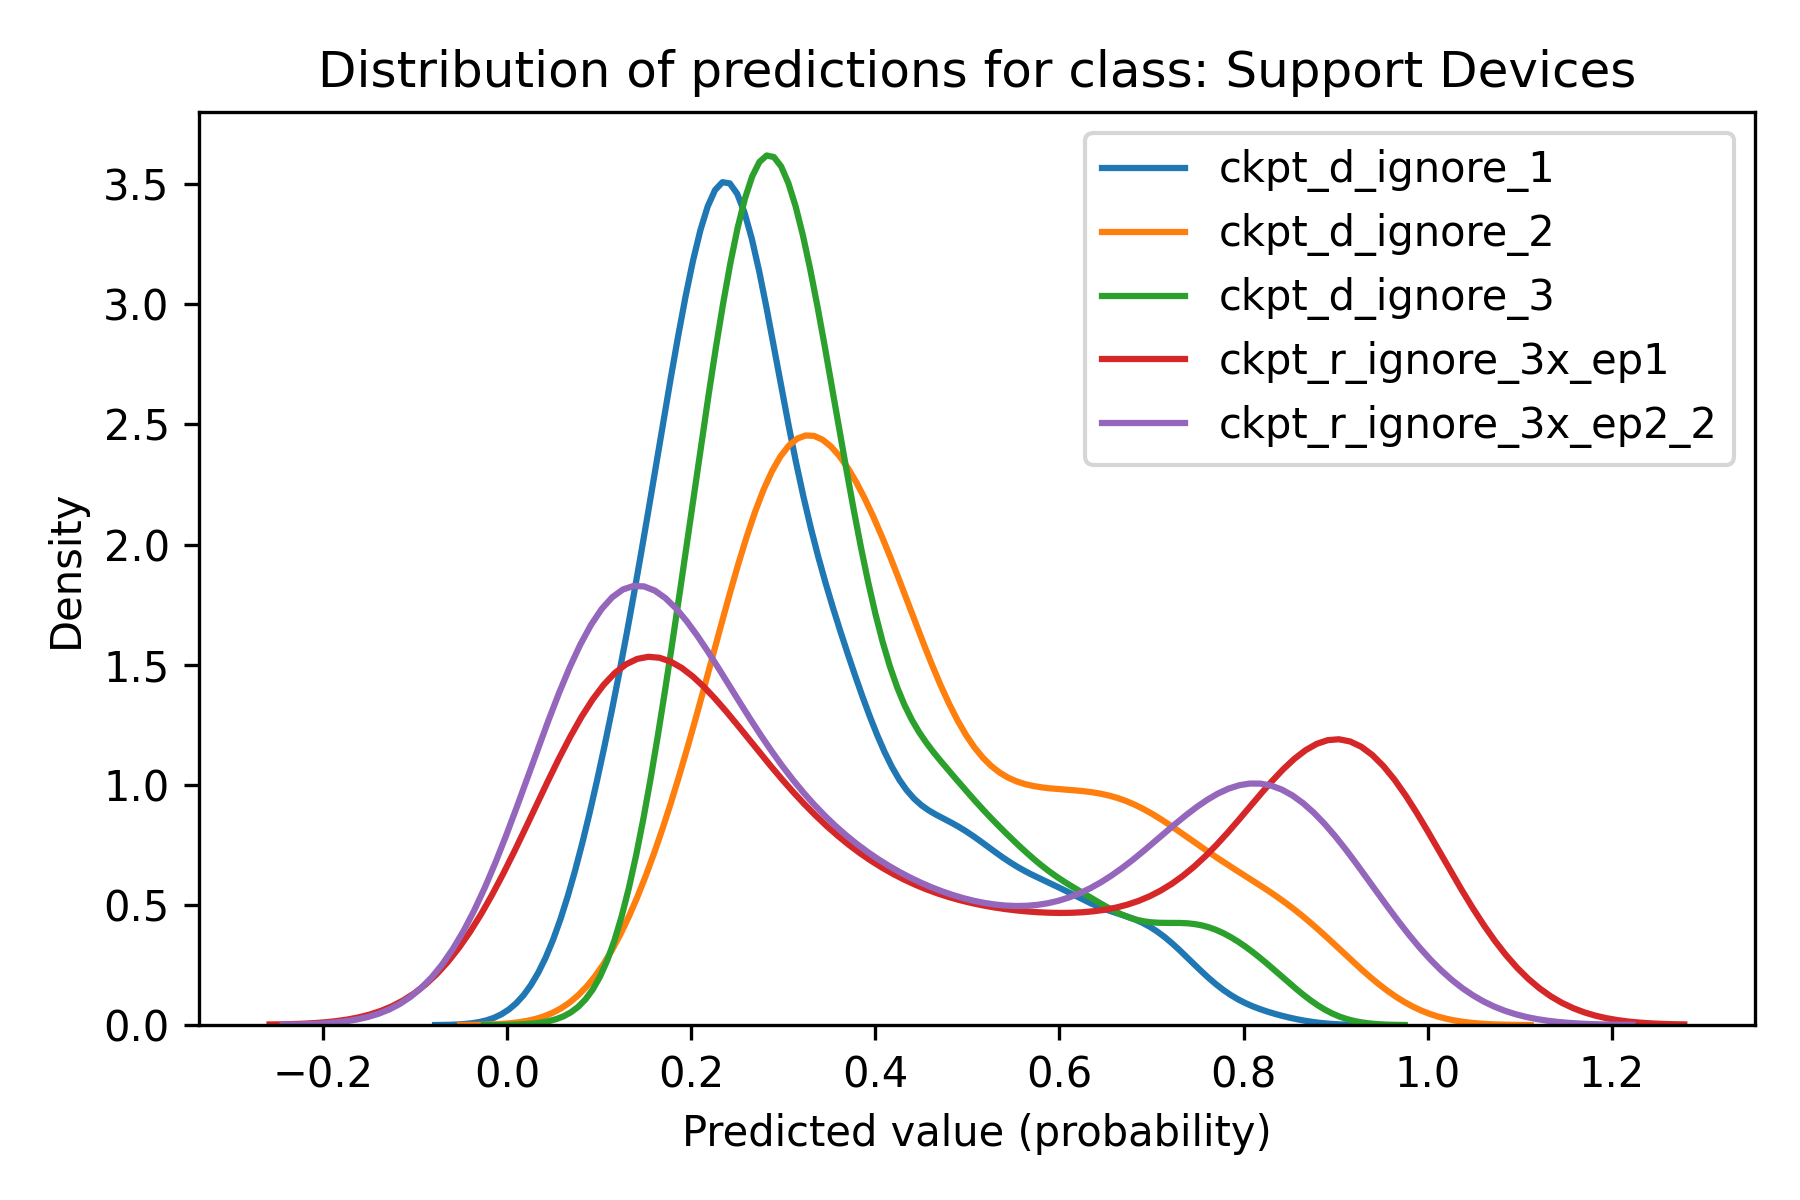 Distribution of predictions for class: Support Devices
ckpt_d_ignore_1
ckpt_d_ignore_2
ckpt_d_ignore_3
ckpt_r_ignore_3x_ep1
ckpt_r_ignore_3x_ep2_2
Density
3.5
3.0
2.5
2.0
1.5
1.0
0.5
0.0
−0.2 0.0 0.2 0.4 0.6 0.8 1.0 1.2
Predicted value (probability)